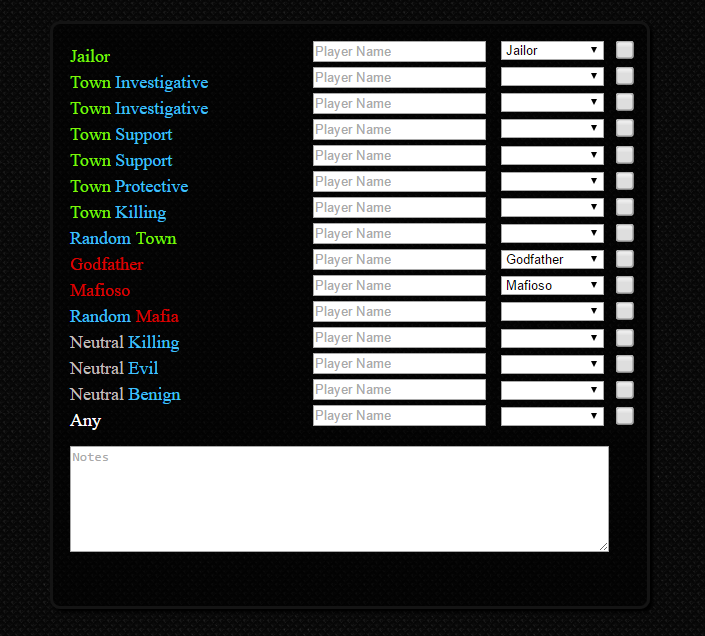 Jailor Player Name Jailor
Town Investigative Player Name
Town Investigative Player Name
Town Support Player Name
Town Support Player Name
Town Protective Player Name
Town Killing Player Name
Random Town Player Name
Godfather Player Name Godfather
Mafioso Player Name Mafioso
Random Mafia Player Name
Neutral Killing Player Name
Neutral Evil Player Name
Neutral Benign Player Name
Any Player Name
Notes